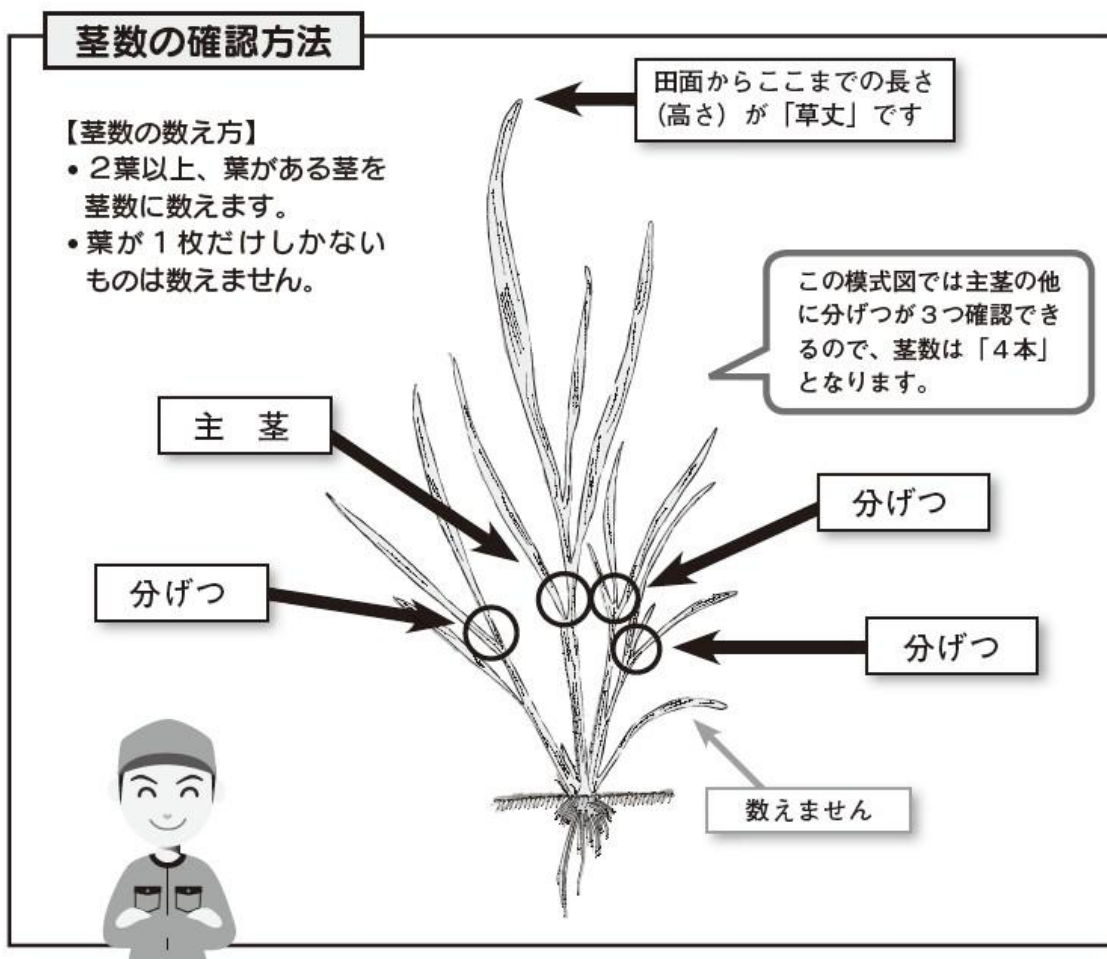 茎数の確認方法
田面からここまでの長さ
(高さ)が「草丈」です
【茎数の数え方】
• 2葉以上、葉がある茎を
茎数に数えます。
• 葉が1枚だけしかない
ものは数えません。
この模式図では主茎の他
に分げつが3つ確認でき
るので、茎数は「4本」
となります。
主 茎
分げつ
分げつ
分げつ
数えません